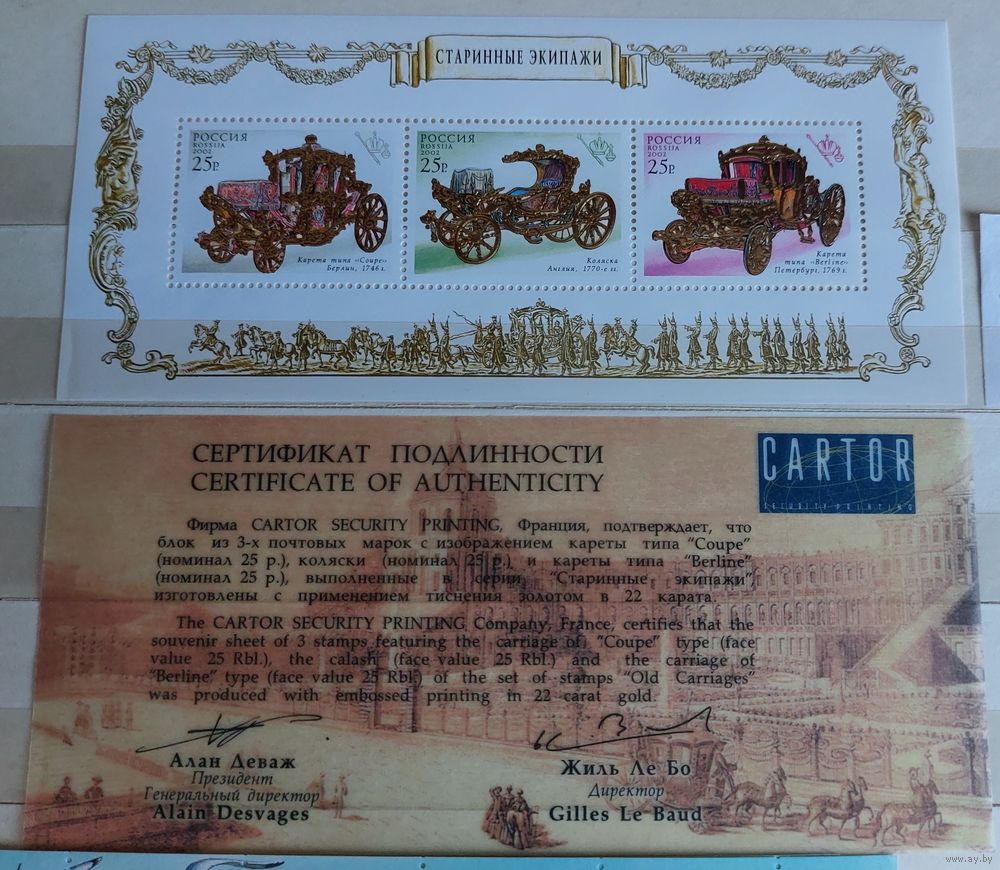 СТАРИННЫЕ ЭКИПАЖИ
РОССИЯ
ROSSIJA
2002
25р.
Карета типа «Coupe»
Берлин, 1746 г.
РОССИЯ
ROSSIJA
2002
25р.
Коляска
Англия, 1770-е гг.
РОССИЯ
ROSSIJA
2002
25р.
Карета
типа «Berline»
Петербург, 1769 г.
СЕРТИФИКАТ ПОДЛИННОСТИ
CERTIFICATE OF AUTHENTICITY
CARTOR
SECURITY PRINTING
Фирма CARTOR SECURITY PRINTING, Франция, подтверждает, что
блок из 3-х почтовых марок с изображением кареты типа "Coupe"
(номинал 25 р.), коляски (номинал 25 р.) и кареты типа "Berline"
(номинал 25 р.), выполненные в серии "Старинные экипажи",
изготовлены с применением тиснения золотом в 22 карата.
The CARTOR SECURITY PRINTING Company, France, certifies that the
souvenir sheet of 3 stamps featuring the carriage of "Coupe" type (face
value 25 Rbl.), the calash (face value 25 Rbl.) and the carriage of
"Berline" type (face value 25 Rbl.) of the set of stamps "Old Carriages"
was produced with embossed printing in 22 carat gold.
Алан Деваж
Президент
Генеральный директор
Alain Desvages
Жиль Ле Бо
Директор
Gilles Le Baud
www.ay.by